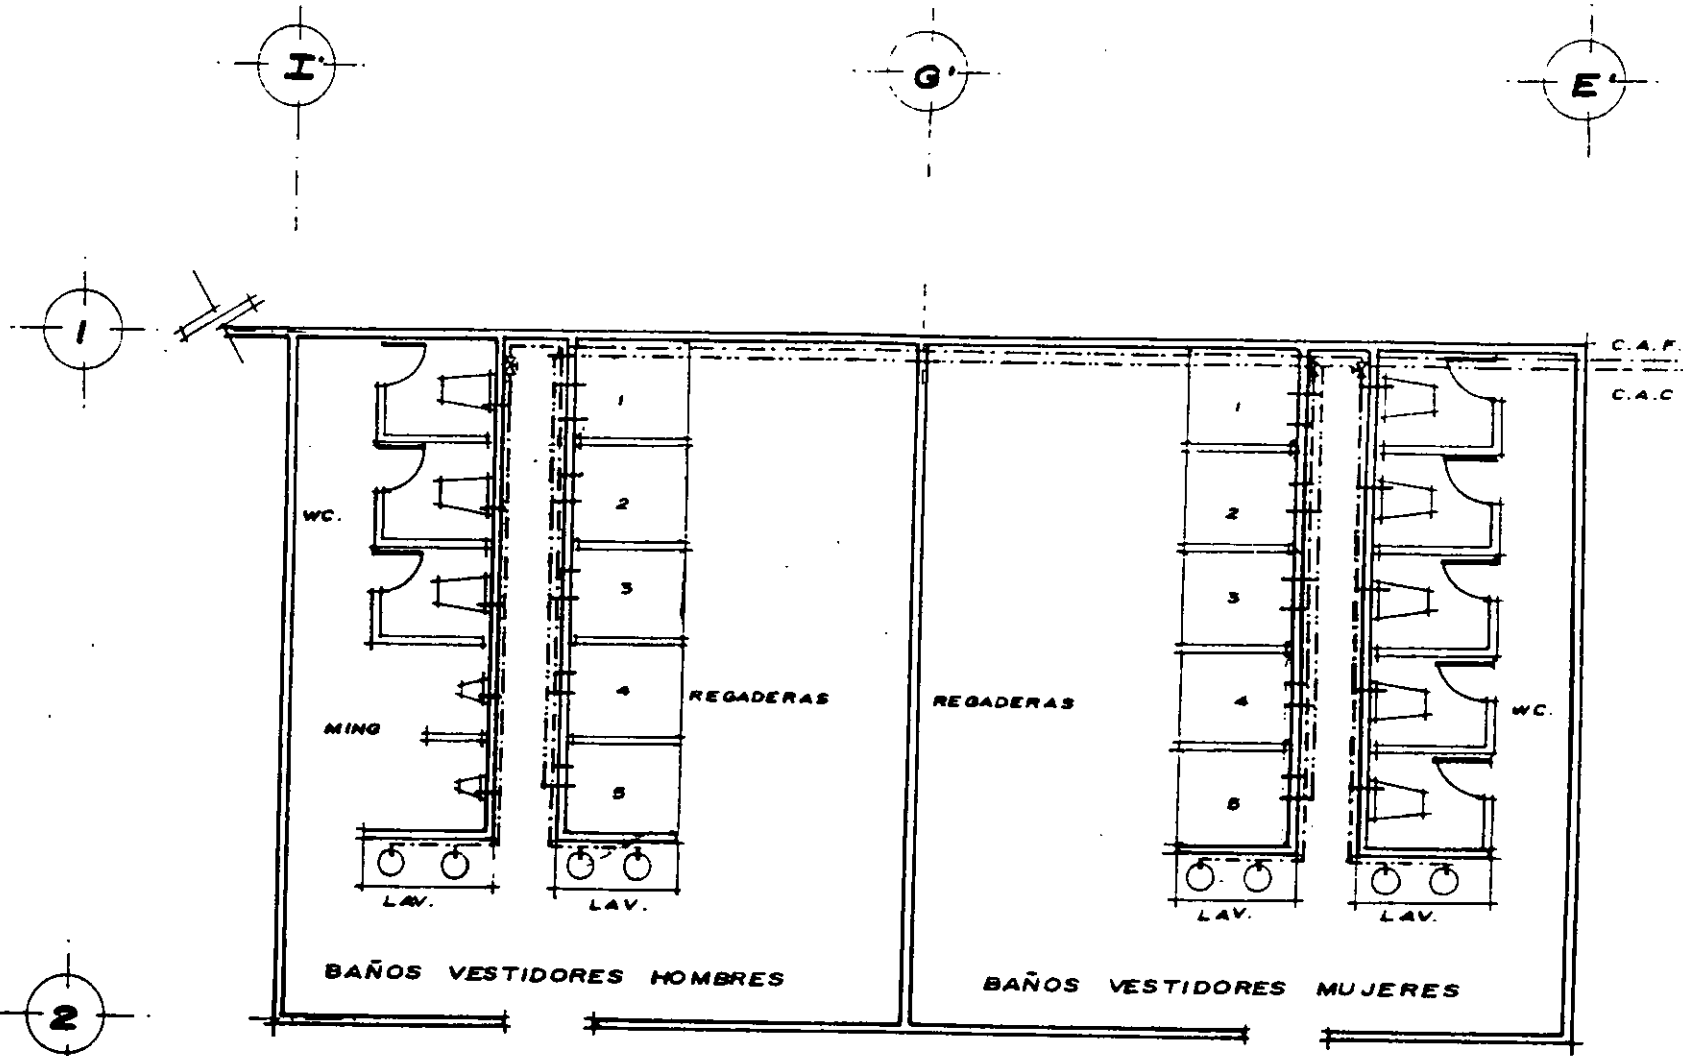 I'
G'
E'
1
C.A.F.
C.A.C
1
1
2
2
WC.
3
3
4
4
REGADERAS
REGADERAS
WC.
MING
5
5
LAV.
LAV.
LAV.
LAV.
BAÑOS VESTIDORES HOMBRES
BAÑOS VESTIDORES MUJERES
2